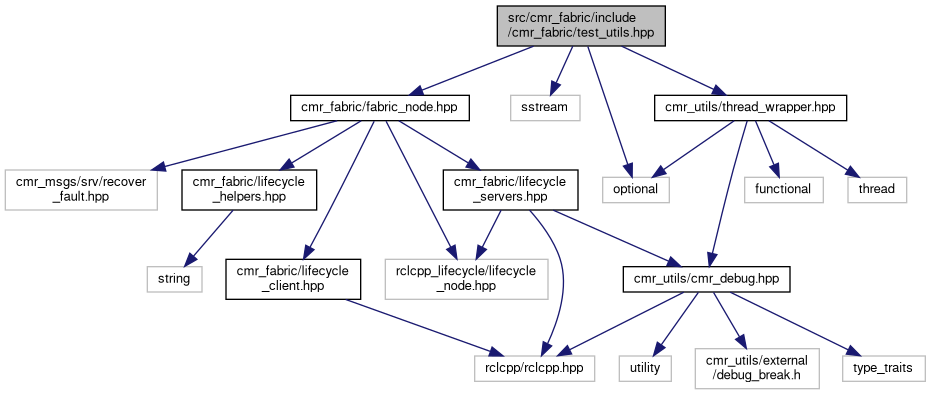 src/cmr_fabric/include
/cmr_fabric/test_utils.hpp
cmr_fabric/fabric_node.hpp
sstream
cmr_utils/thread_wrapper.hpp
cmr_msgs/srv/recover
_fault.hpp
cmr_fabric/lifecycle
_helpers.hpp
cmr_fabric/lifecycle
_servers.hpp
optional
functional
thread
string
cmr_fabric/lifecycle
_client.hpp
rclcpp_lifecycle/lifecycle
_node.hpp
cmr_utils/cmr_debug.hpp
rclcpp/rclcpp.hpp
utility
cmr_utils/external
/debug_break.h
type_traits